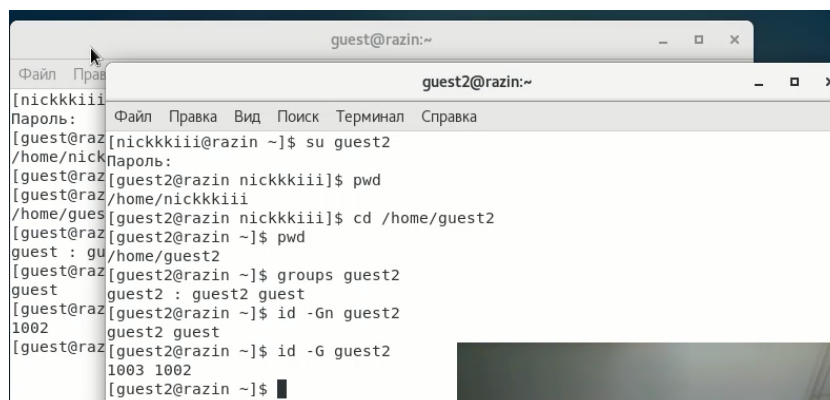 guest@razin:~
Файл Прав
[nickkkiii
Пароль:
[guest@raz
/home/nick
[guest@raz
[guest@raz
/home/gues
[guest@raz
guest : gu
[guest@raz
guest
[guest@raz
1002
[guest@raz
guest2@razin:~
Файл Правка Вид Поиск Терминал Справка
[nickkkiii@razin ~]$ su guest2
Пароль:
[guest2@razin nickkkiii]$ pwd
/home/nickkkiii
[guest2@razin nickkkiii]$ cd /home/guest2
[guest2@razin ~]$ pwd
/home/guest2
[guest2@razin ~]$ groups guest2
guest2 : guest2 guest
[guest2@razin ~]$ id -Gn guest2
guest2 guest
[guest2@razin ~]$ id -G guest2
1003 1002
[guest2@razin ~]$